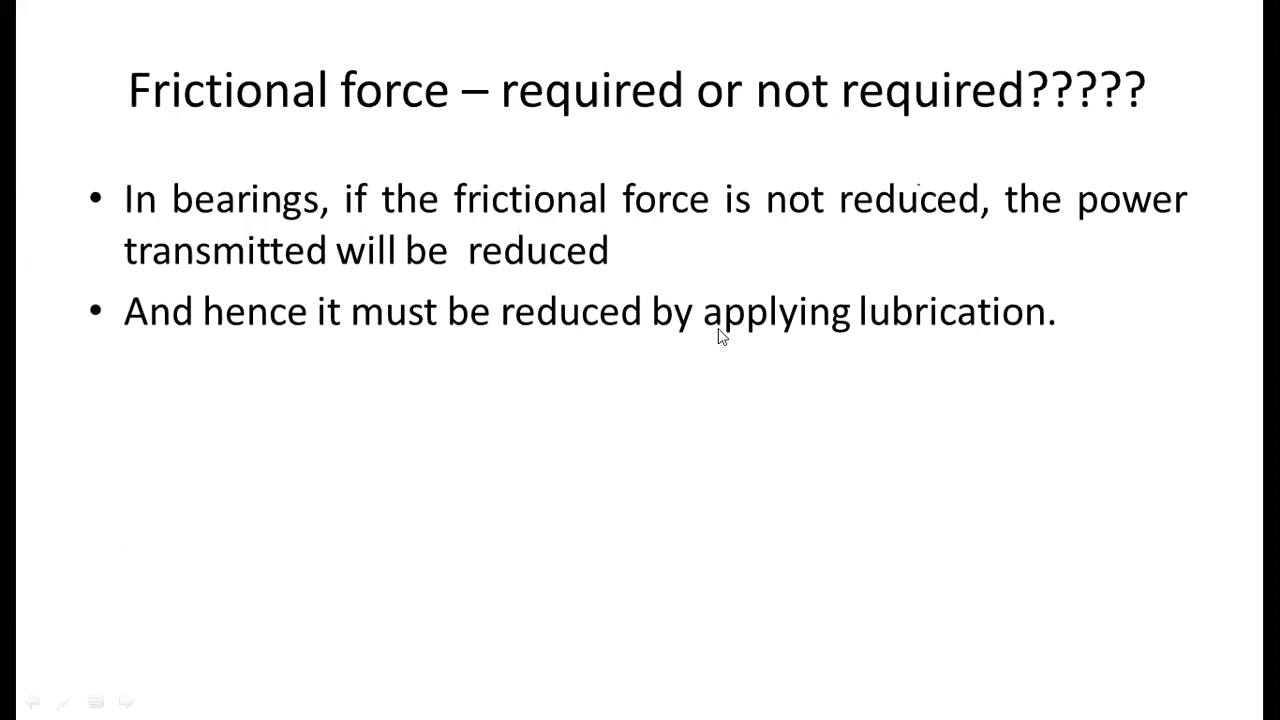 Frictional force – required or not required?????
• In bearings, if the frictional force is not reduced, the power
transmitted will be  reduced
• And hence it must be reduced by applying lubrication.